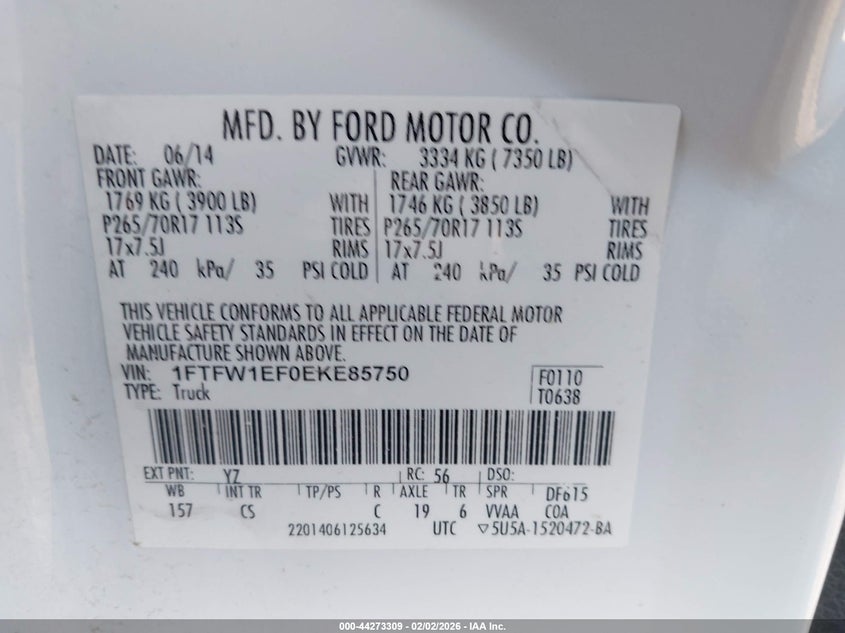 MFD. BY FORD MOTOR CO.
DATE: 06/14 GVWR: 3334 KG ( 7350 LB)
FRONT GAWR: REAR GAWR:
1769 KG ( 3900 LB) WITH 1746 KG ( 3850 LB) WITH
P265/70R17 113S TIRES P265/70R17 113S TIRES
17x7.5J RIMS 17x7.5J RIMS
AT 240 kPa/ 35 PSI COLD AT 240 kPa/ 35 PSI COLD
THIS VEHICLE CONFORMS TO ALL APPLICABLE FEDERAL MOTOR
VEHICLE SAFETY STANDARDS IN EFFECT ON THE DATE OF
MANUFACTURE SHOWN ABOVE.
VIN: 1FTFW1EF0EKE85750 F0110
TYPE: Truck T0638
EXT PNT: YZ RC: 56 DSO:
WB INT TR TP/PS R AXLE TR SPR DF615
157 CS C 19 6 VVAA COA
2201406125634 UTC ▽5U5A-1520472-BA
000-44273309 - 02/02/2026 - IAA Inc.